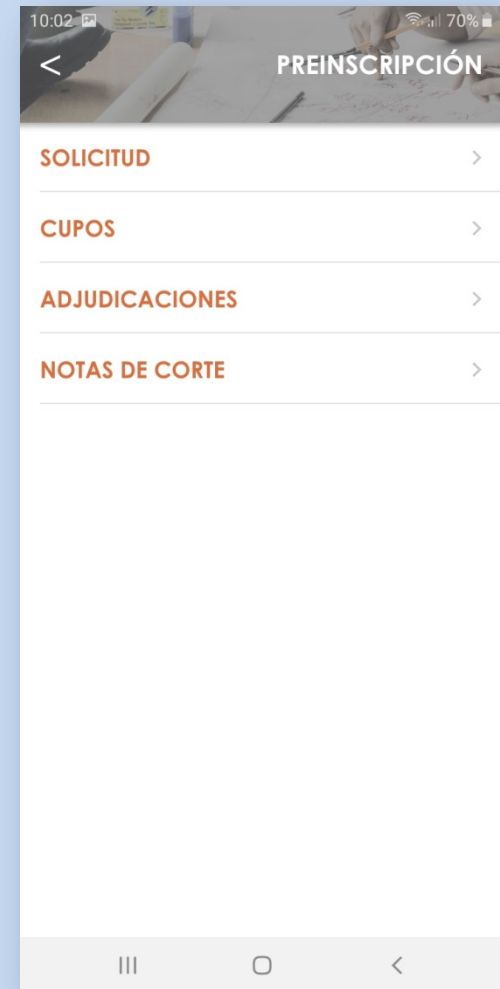 10:02 70%
< PREINSCRIPCIÓN
SOLICITUD
CUPOS
ADJUDICACIONES
NOTAS DE CORTE